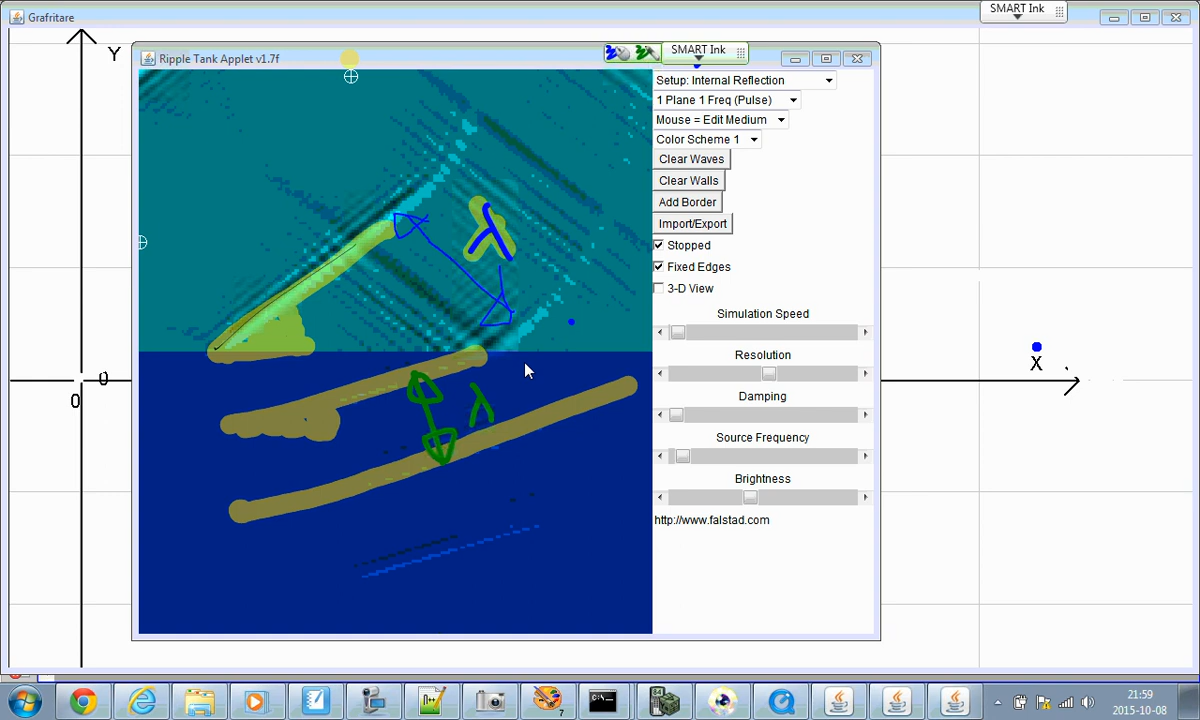 Grafritare
SMART Ink
Y
Ripple Tank Applet v1.7f
SMART Ink
Setup: Internal Reflection
1 Plane 1 Freq (Pulse)
Mouse = Edit Medium
Color Scheme 1
Clear Waves
Clear Walls
Add Border
Import/Export
Stopped
Fixed Edges
3-D View
Simulation Speed
Resolution
Damping
Source Frequency
Brightness
http://www.falstad.com
λ
λ
0
0
X
21:59
2015-10-08